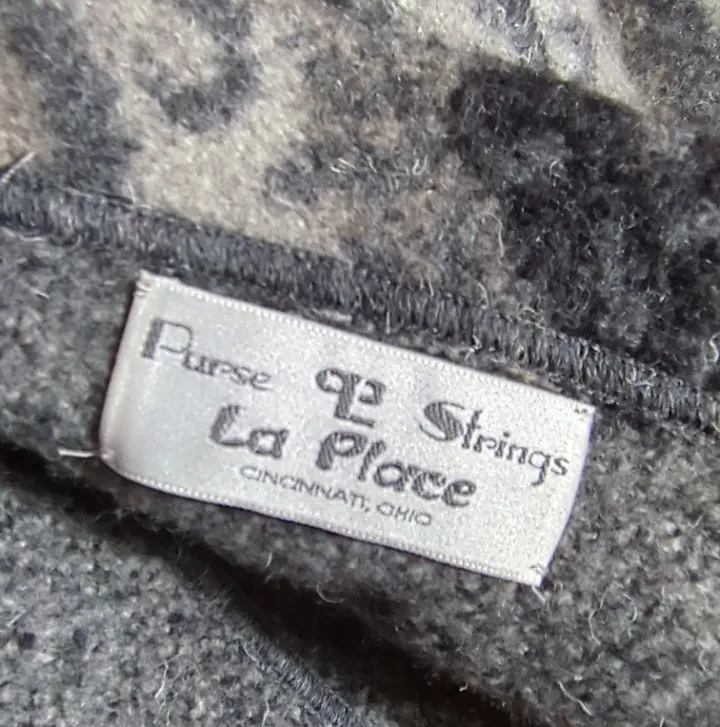 Purse Strings
La Place
CINCINNATI, OHIO